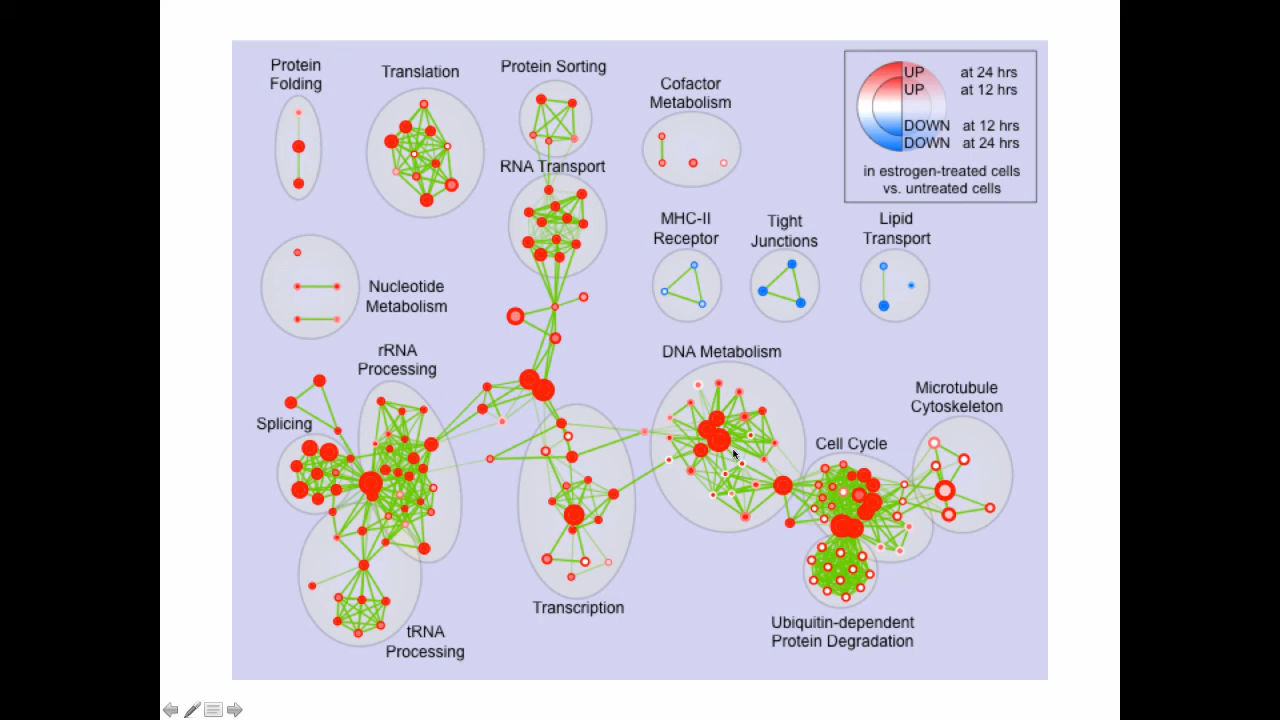 Protein
Folding
Translation
Protein Sorting
Cofactor
Metabolism
UP at 24 hrs
UP at 12 hrs
DOWN at 12 hrs
DOWN at 24 hrs
in estrogen-treated cells
vs. untreated cells
RNA Transport
MHC-II
Receptor
Tight
Junctions
Lipid
Transport
Nucleotide
Metabolism
rRNA
Processing
DNA Metabolism
Microtubule
Cytoskeleton
Splicing
Cell Cycle
Transcription
Ubiquitin-dependent
Protein Degradation
tRNA
Processing